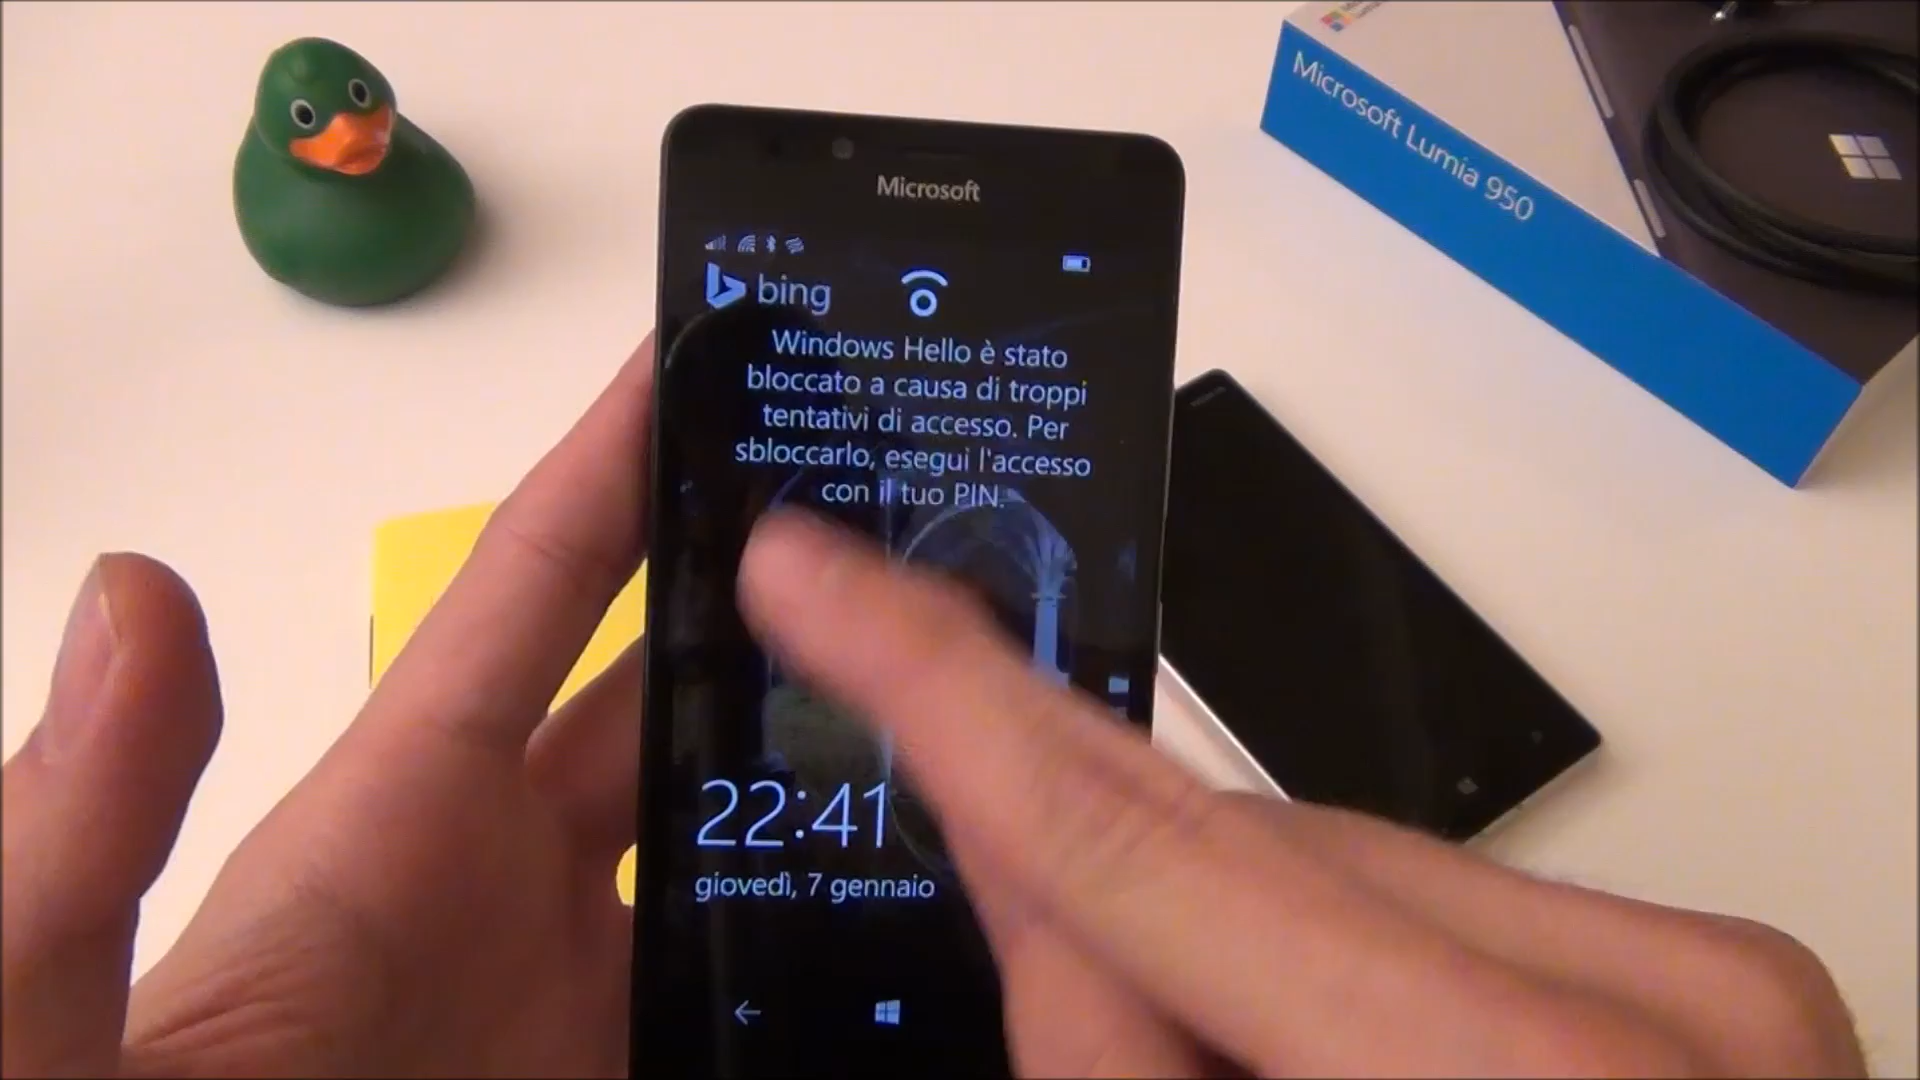 Microsoft Lumia 950
Microsoft
bing
Windows Hello è stato
bloccato a causa di troppi
tentativi di accesso. Per
sbloccarlo, esegui l'accesso
con il tuo PIN.
22:41
giovedì, 7 gennaio